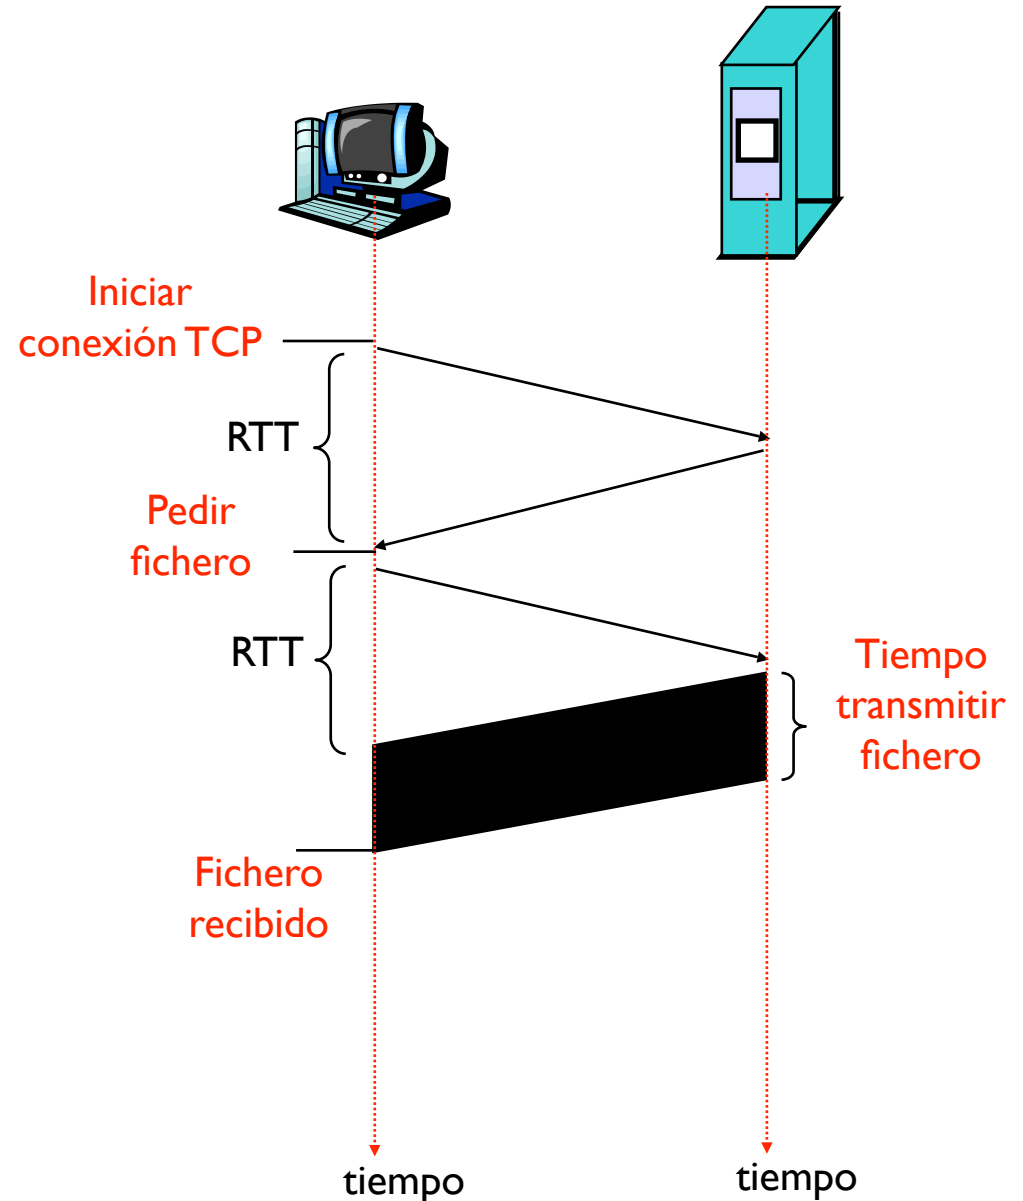 Iniciar
conexión TCP
RTT
Pedir
fichero
RTT
Tiempo
transmitir
fichero
Fichero
recibido
tiempo
tiempo